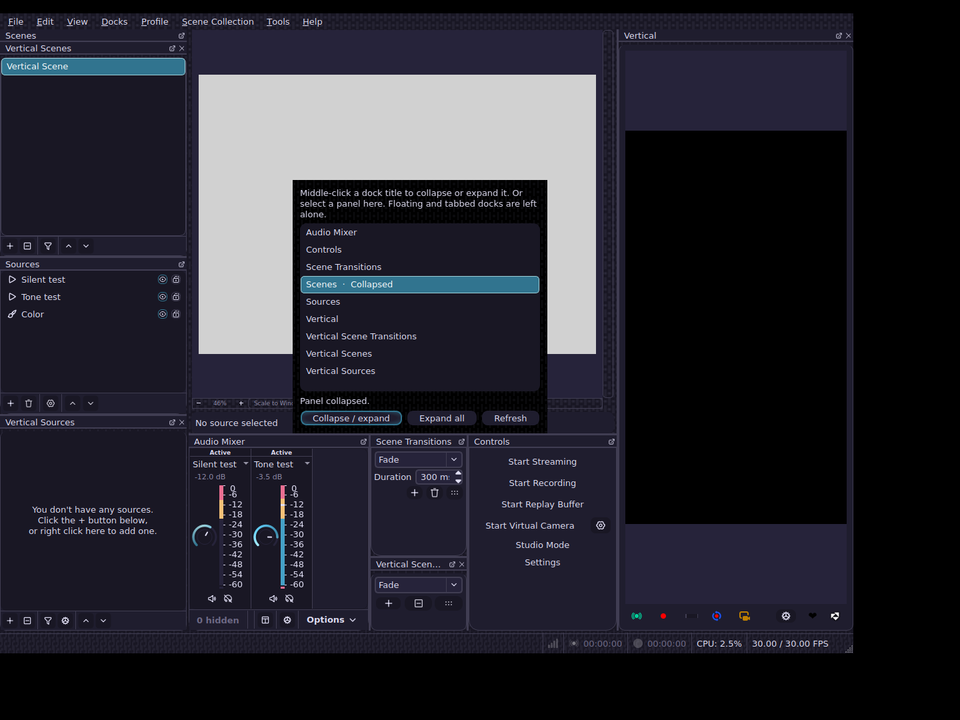 File Edit View Docks Profile Scene Collection Tools Help
Scenes
Vertical Scenes
Vertical Scene
Sources
Silent test
Tone test
Color
Vertical Sources
You don't have any sources.
Click the + button below,
or right click here to add one.
Middle-click a dock title to collapse or expand it. Or
select a panel here. Floating and tabbed docks are left
alone.
Audio Mixer
Controls
Scene Transitions
Scenes · Collapsed
Sources
Vertical
Vertical Scene Transitions
Vertical Scenes
Vertical Sources
Panel collapsed.
Collapse / expand Expand all Refresh
46% Scale to Win
No source selected
Audio Mixer
Active Active
Silent test Tone test
-12.0 dB -3.5 dB
0 0
-6 -6
-12 -12
-18 -18
-24 -24
-30 -30
-36 -36
-42 -42
-48 -48
-54 -54
-60 -60
0 hidden Options
Scene Transitions
Fade
Duration 300 m
Vertical Scen...
Fade
Controls
Start Streaming
Start Recording
Start Replay Buffer
Start Virtual Camera
Studio Mode
Settings
Vertical
00:00:00 00:00:00 CPU: 2.5% 30.00 / 30.00 FPS